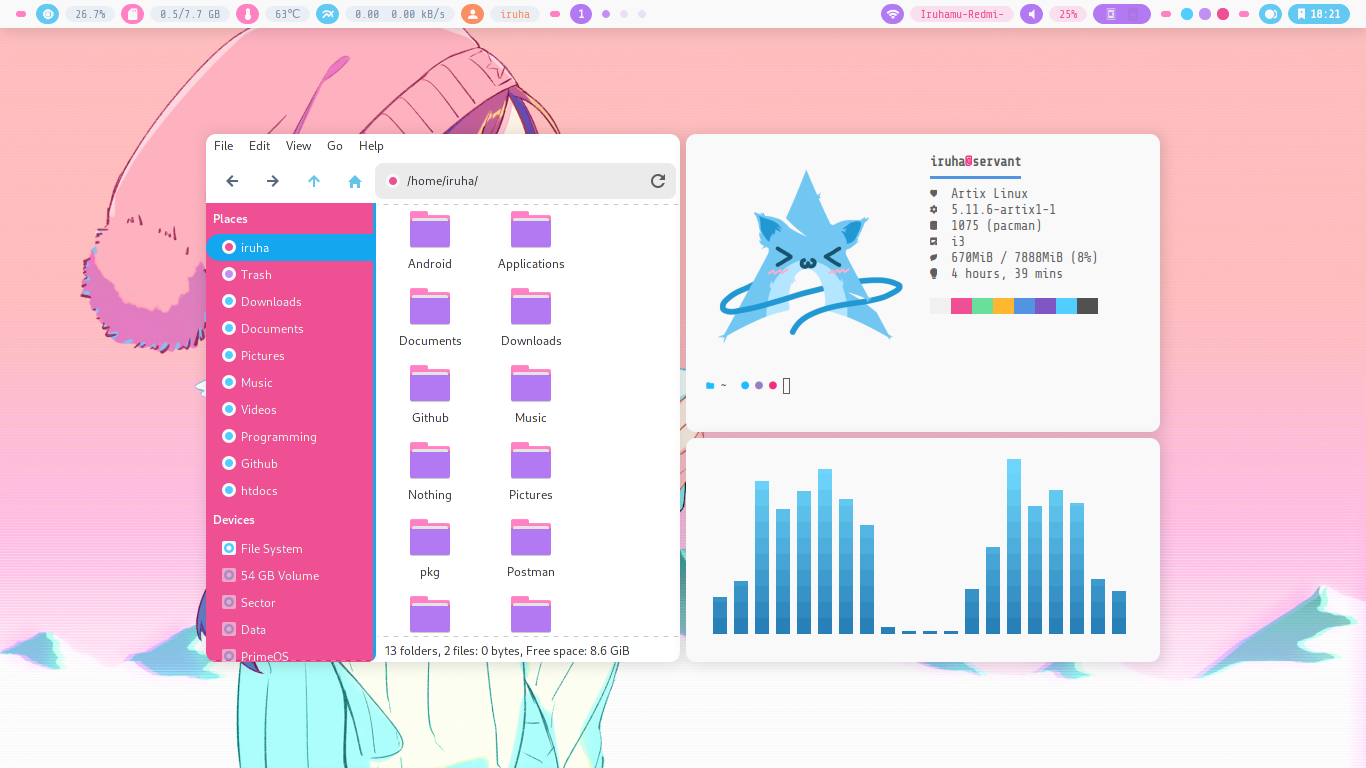 26.7% 0.5/7.7 GB 63°C 0.00 0.00 kB/s iruha 1 Iruhamu-Redmi- 25% 18:21
File Edit View Go Help
/home/iruha/
Places
iruha
Trash
Downloads
Documents
Pictures
Music
Videos
Programming
Github
htdocs
Devices
File System
54 GB Volume
Sector
Data
PrimeOS
Android Applications
Documents Downloads
Github Music
Nothing Pictures
pkg Postman
13 folders, 2 files: 0 bytes, Free space: 8.6 GiB
iruha@servant
Artix Linux
5.11.6-artix1-1
1075 (pacman)
i3
670MiB / 7888MiB (8%)
4 hours, 39 mins
~